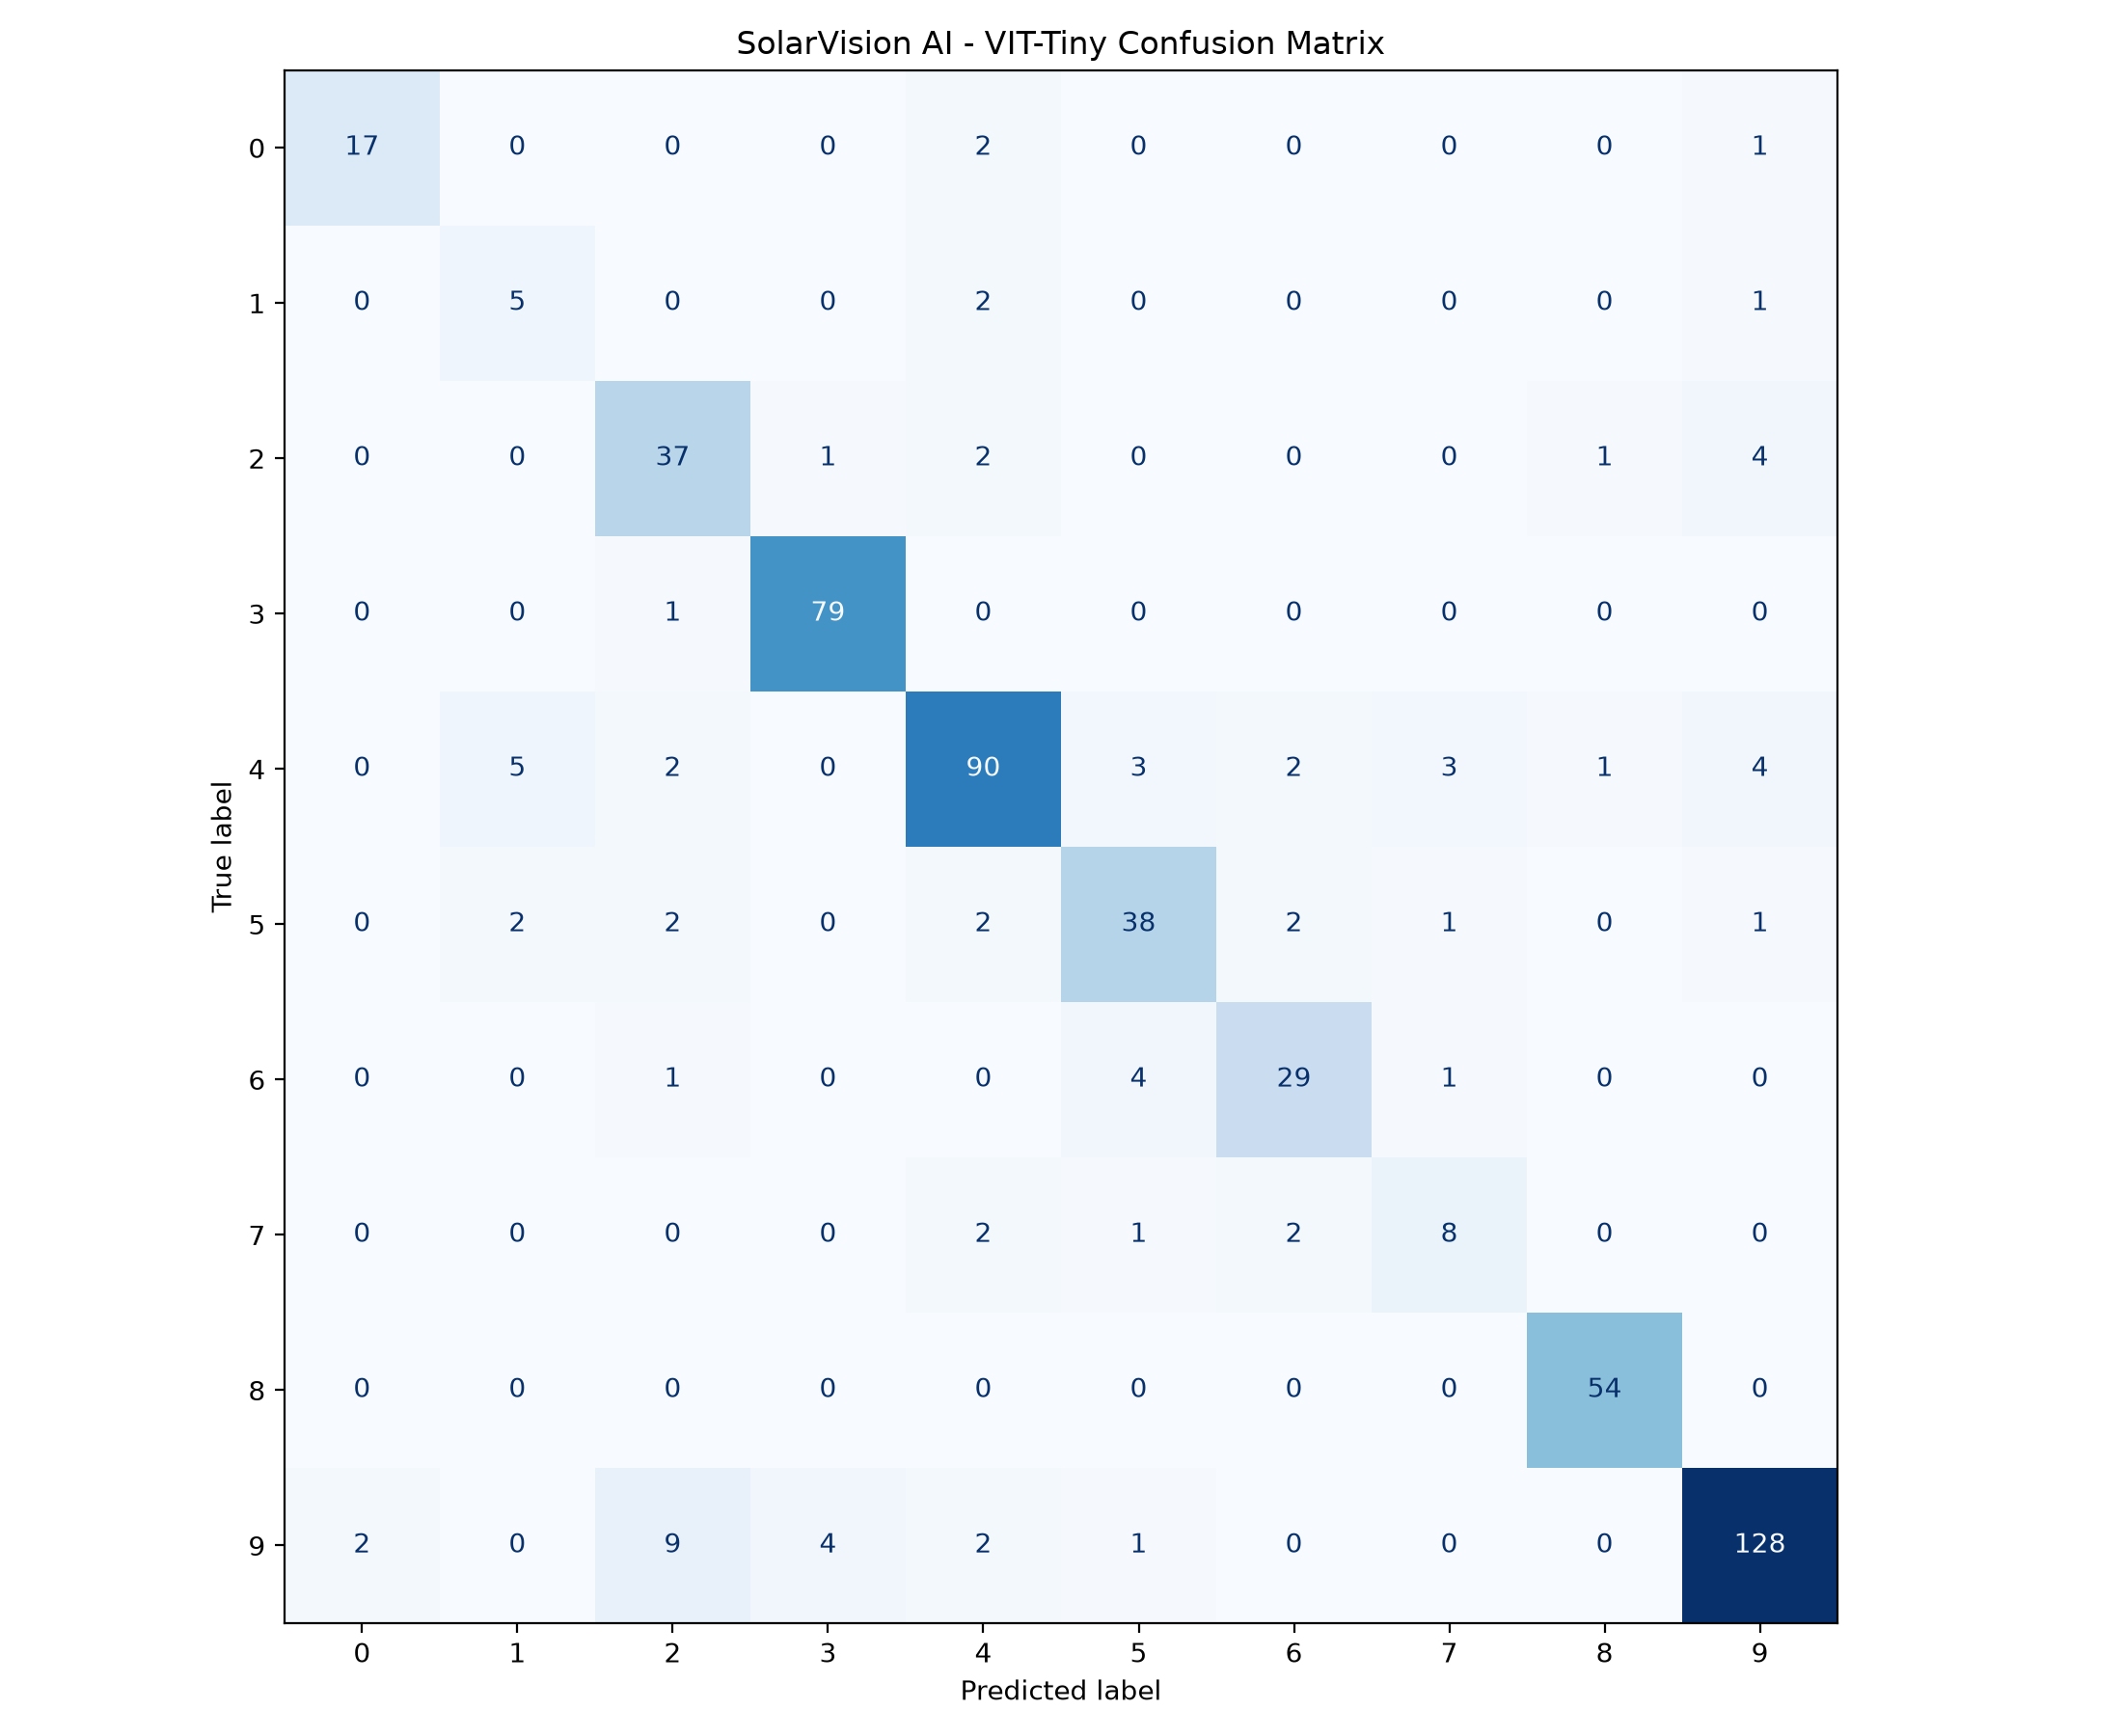 SolarVision AI - VIT-Tiny Confusion Matrix
0 17 0 0 0 2 0 0 0 0 1
1 0 5 0 0 2 0 0 0 0 1
2 0 0 37 1 2 0 0 0 1 4
3 0 0 1 79 0 0 0 0 0 0
4 0 5 2 0 90 3 2 3 1 4
True label
5 0 2 2 0 2 38 2 1 0 1
6 0 0 1 0 0 4 29 1 0 0
7 0 0 0 0 2 1 2 8 0 0
8 0 0 0 0 0 0 0 0 54 0
9 2 0 9 4 2 1 0 0 0 128
0 1 2 3 4 5 6 7 8 9
Predicted label